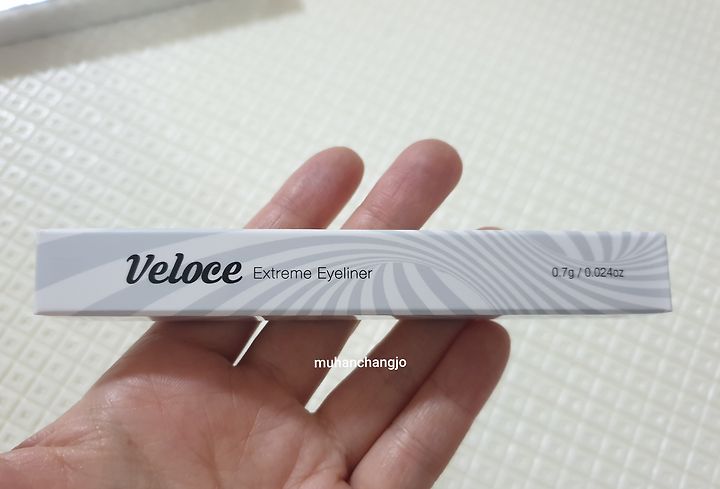 Veloce Extreme Eyeliner 0.7g / 0.024oz
muhanchangjo